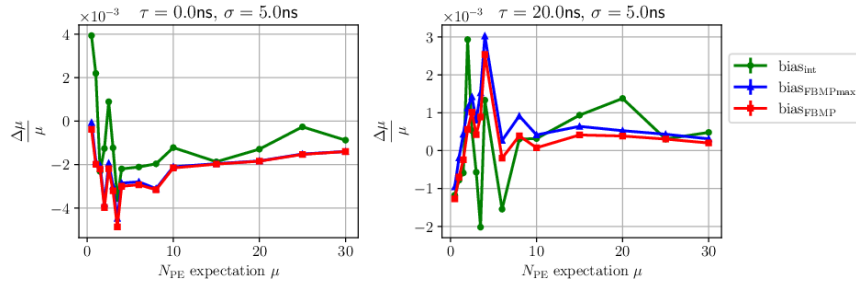 ×10⁻³ τ = 0.0ns, σ = 5.0ns
4
2
0
−2
−4
Δμ/μ
0 10 20 30
N_PE expectation μ
×10⁻³ τ = 20.0ns, σ = 5.0ns
3
2
1
0
−1
−2
Δμ/μ
0 10 20 30
N_PE expectation μ
bias_int
bias_FBMPmax
bias_FBMP